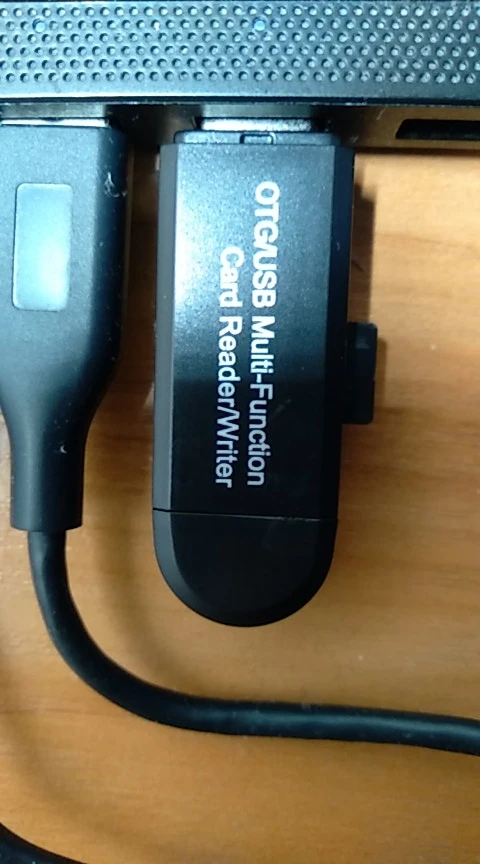 OTG/USB Multi-Function
Card Reader/Writer